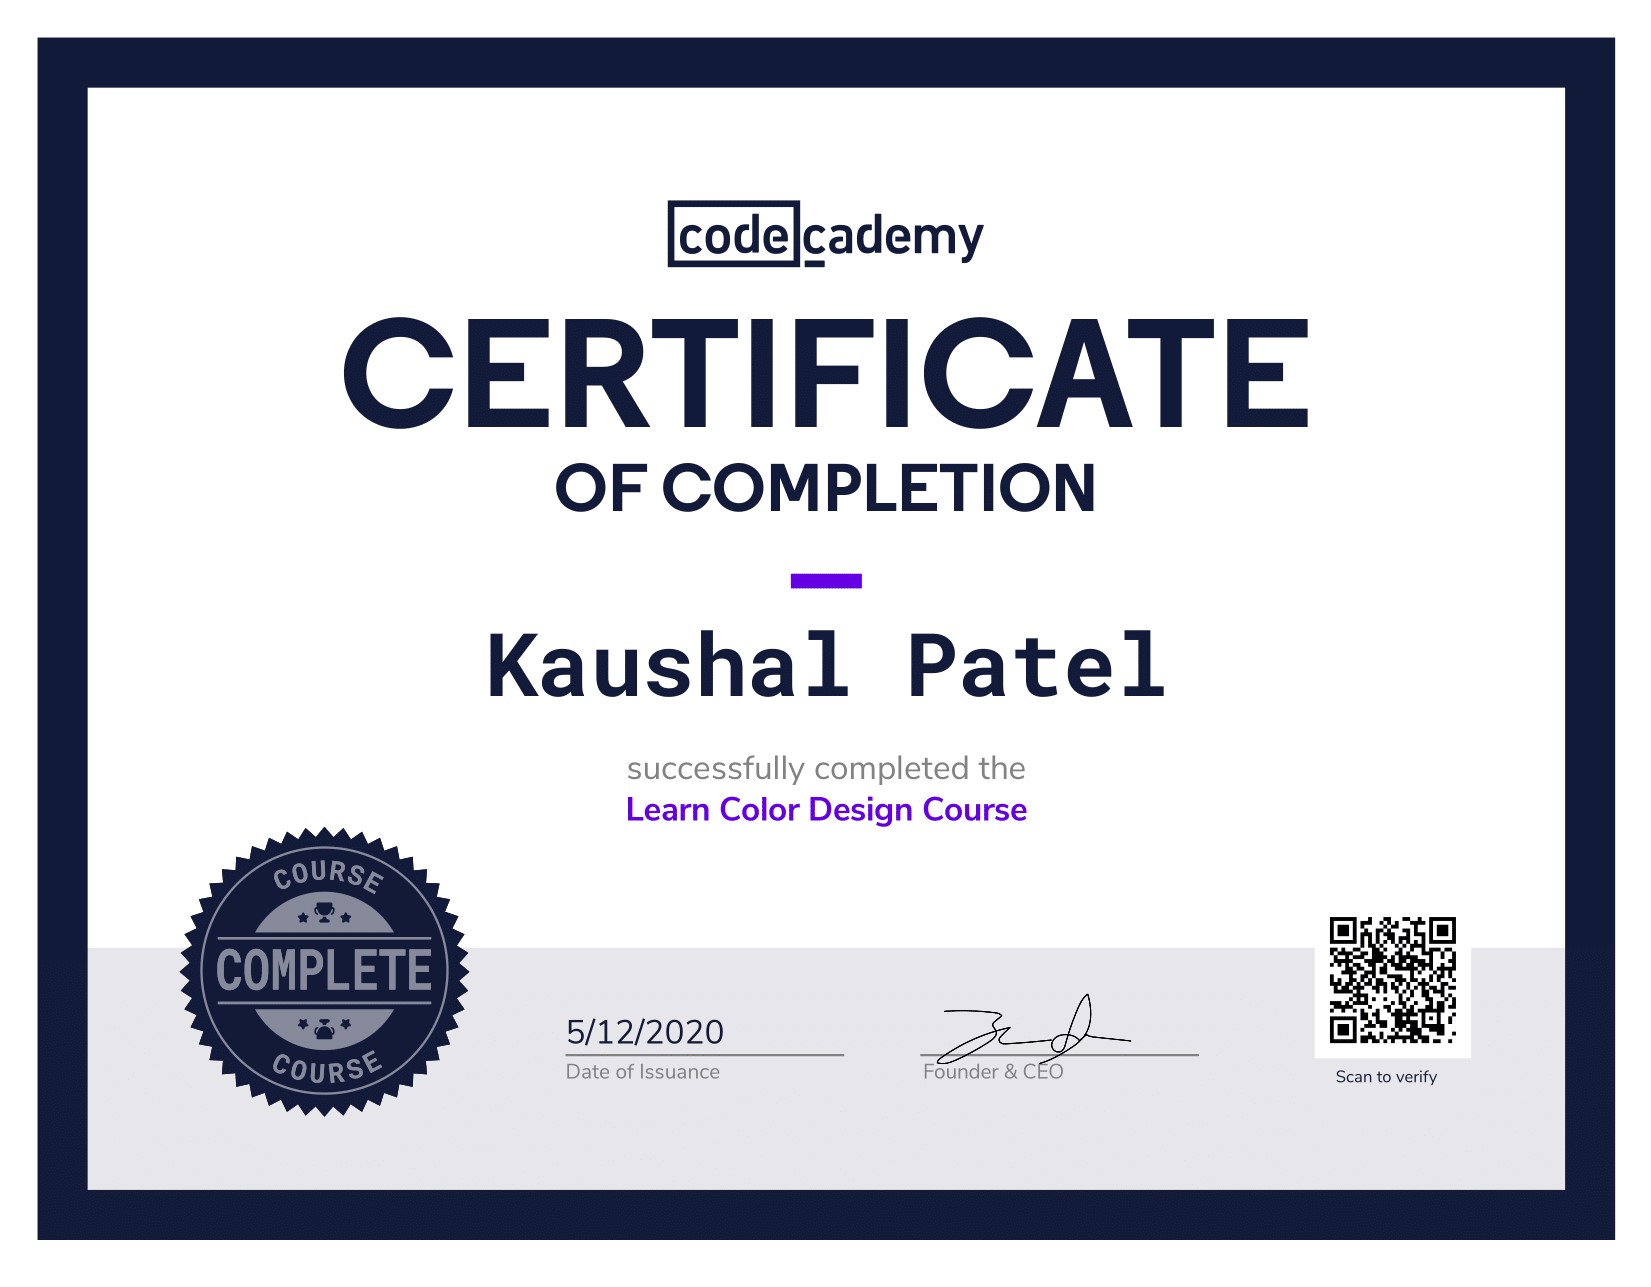 codecademy
CERTIFICATE
OF COMPLETION
Kaushal Patel
successfully completed the
Learn Color Design Course
COURSE
COMPLETE
COURSE
5/12/2020
Date of Issuance
Founder & CEO
Scan to verify